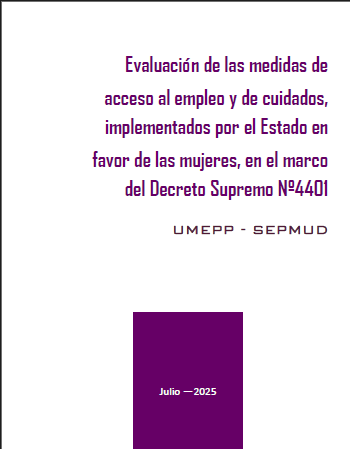 Evaluación de las medidas de
acceso al empleo y de cuidados,
implementados por el Estado en
favor de las mujeres, en el marco
del Decreto Supremo Nº4401
UMEPP - SEPMUD
Julio —2025